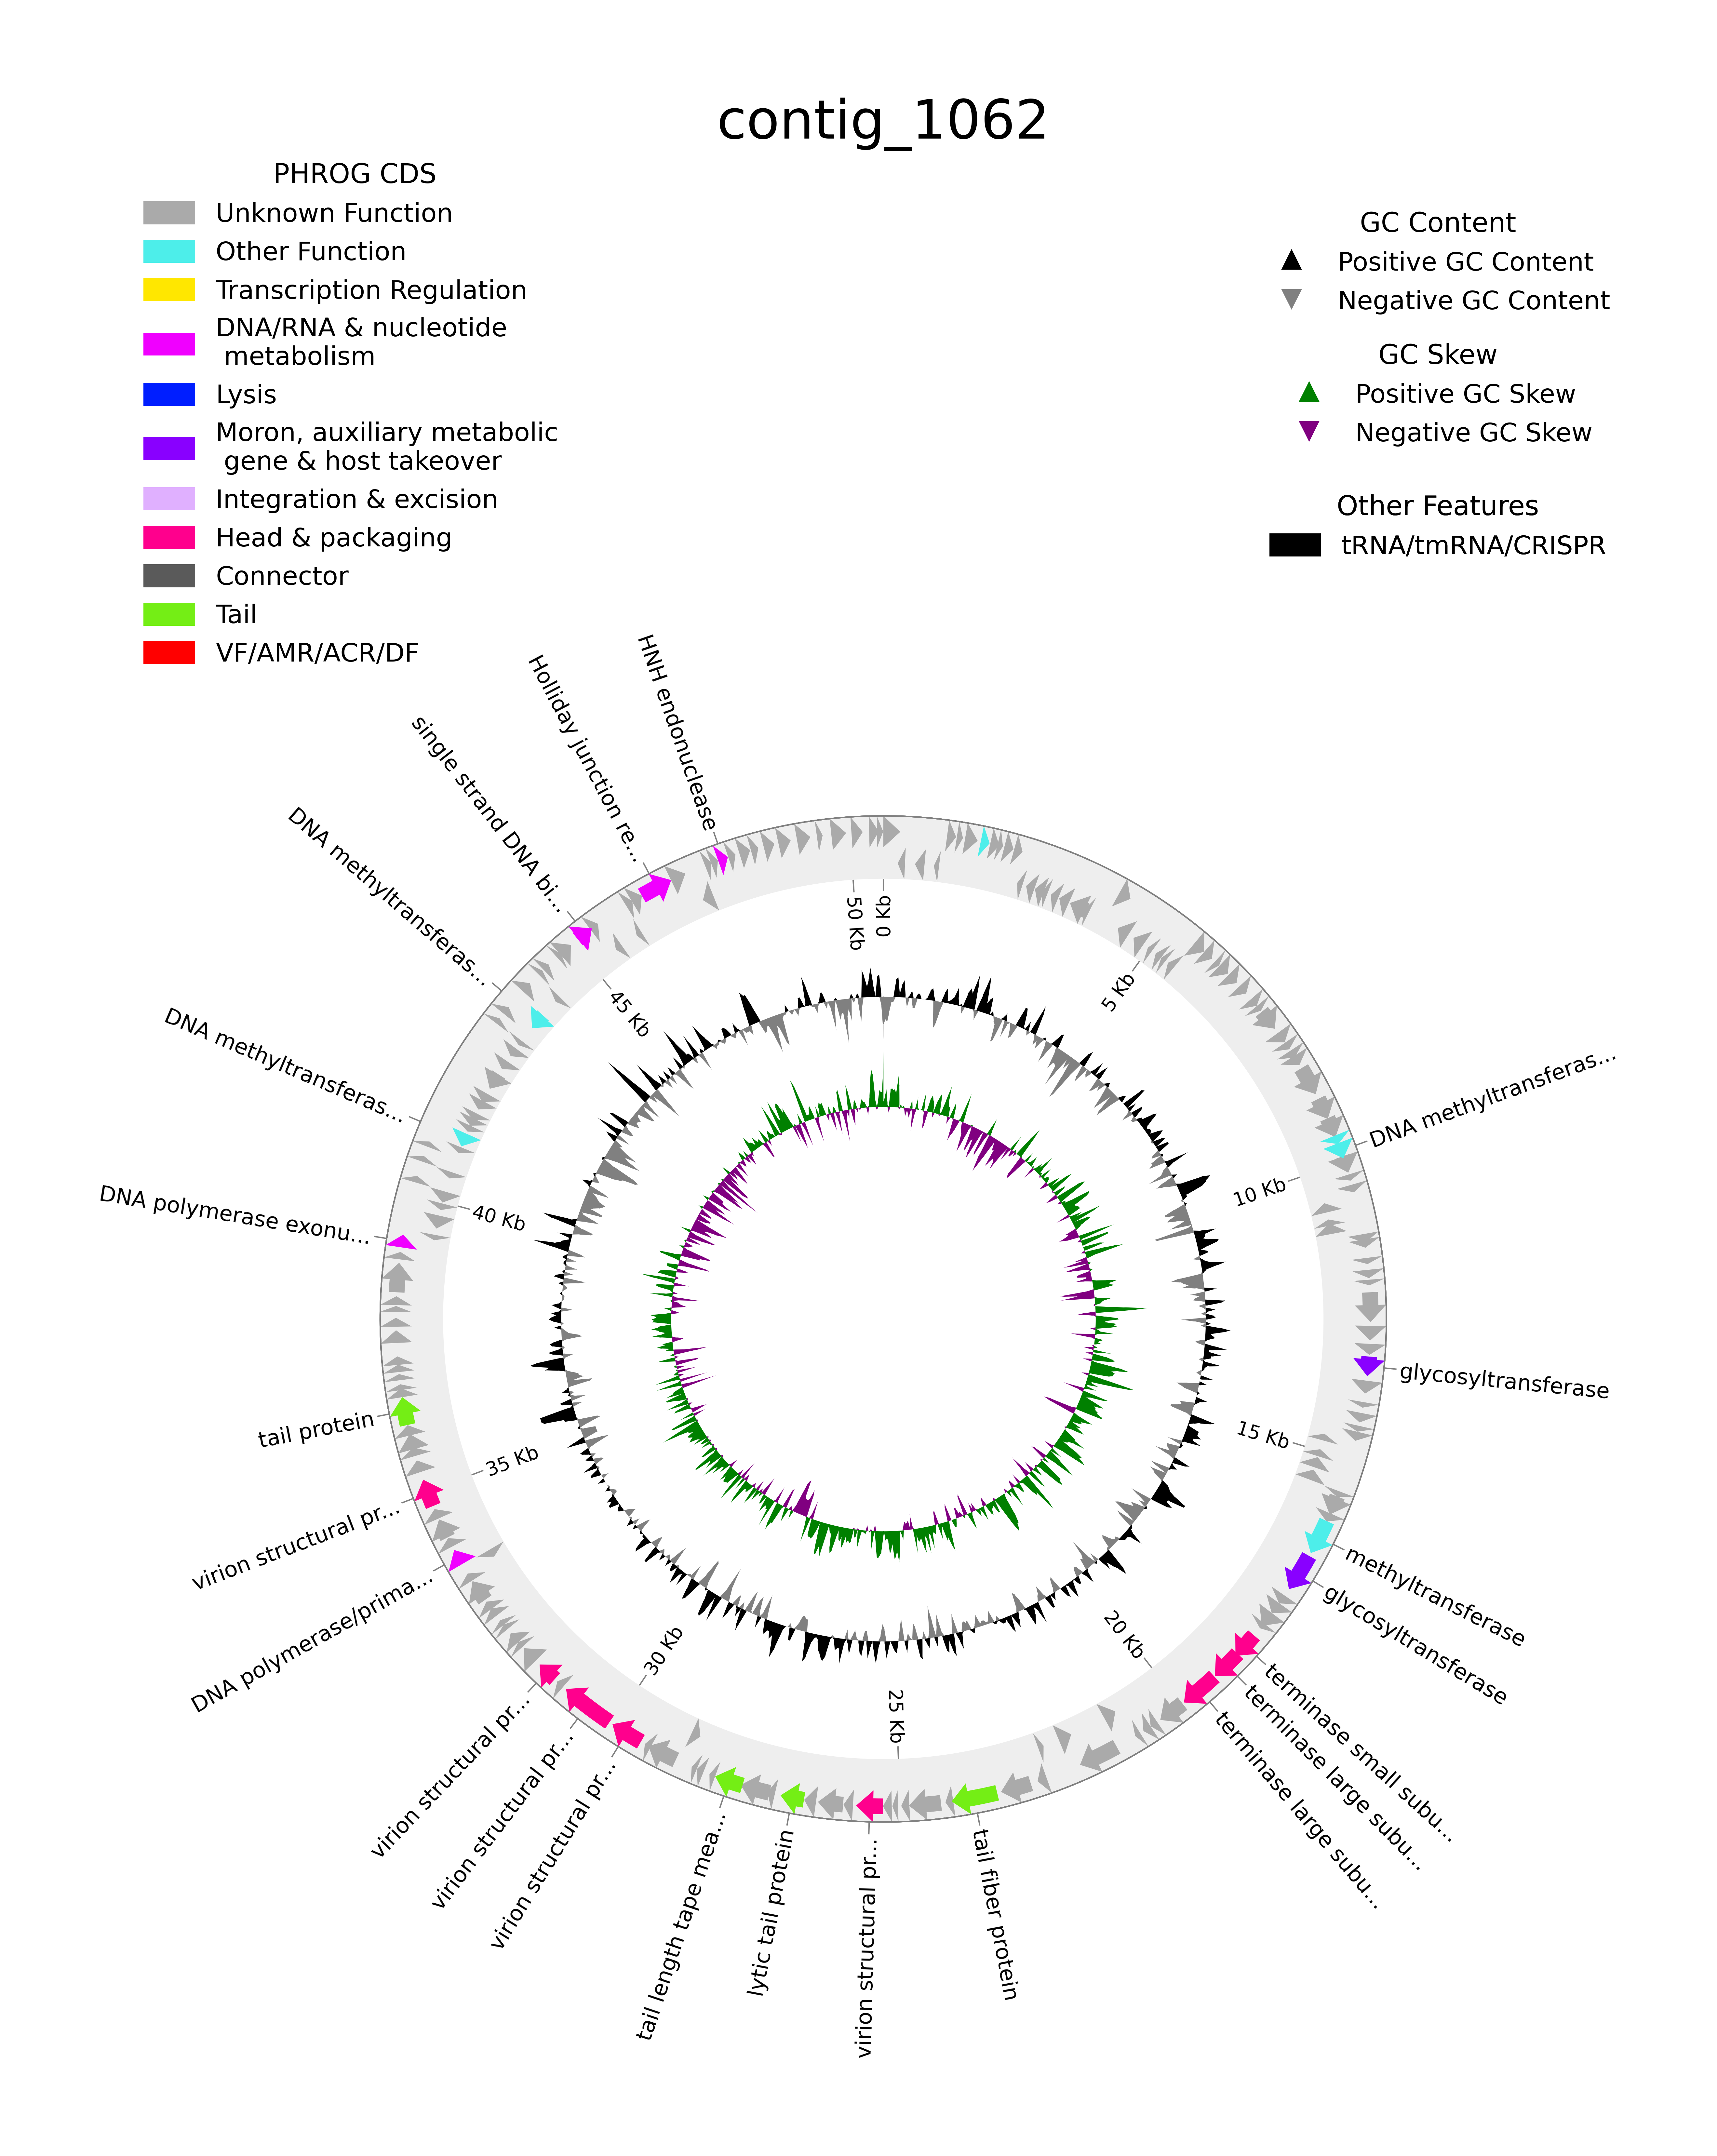 contig_1062
PHROG CDS
Unknown Function
Other Function
Transcription Regulation
DNA/RNA & nucleotide
metabolism
Lysis
Moron, auxiliary metabolic
gene & host takeover
Integration & excision
Head & packaging
Connector
Tail
VF/AMR/ACR/DF
GC Content
Positive GC Content
Negative GC Content
GC Skew
Positive GC Skew
Negative GC Skew
Other Features
tRNA/tmRNA/CRISPR
HNH endonuclease
Holliday junction re...
single strand DNA bi...
DNA methyltransferas...
DNA methyltransferas...
DNA polymerase exonu...
tail protein
virion structural pr...
DNA polymerase/prima...
virion structural pr...
virion structural pr...
virion structural pr...
tail length tape mea...
lytic tail protein
virion structural pr...
tail fiber protein
terminase large subu...
terminase large subu...
terminase small subu...
glycosyltransferase
methyltransferase
glycosyltransferase
DNA methyltransferas...
0 Kb
5 Kb
10 Kb
15 Kb
20 Kb
25 Kb
30 Kb
35 Kb
40 Kb
45 Kb
50 Kb